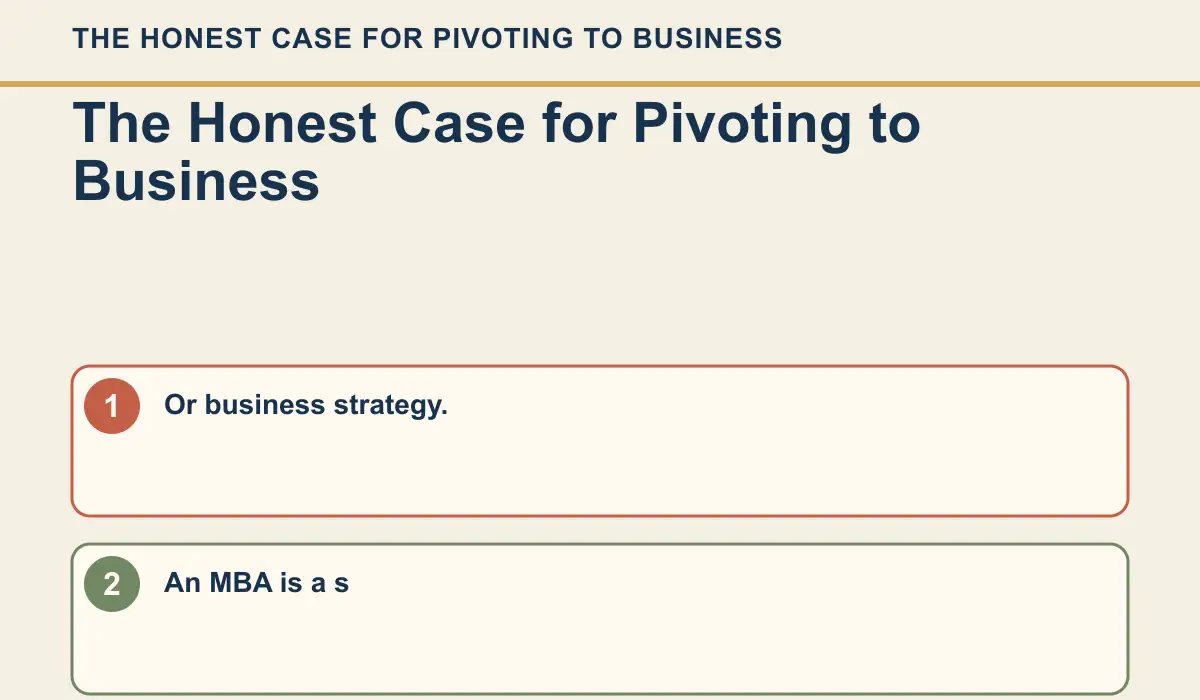 THE HONEST CASE FOR PIVOTING TO BUSINESS
The Honest Case for Pivoting to
Business
1 Or business strategy.
2 An MBA is a s